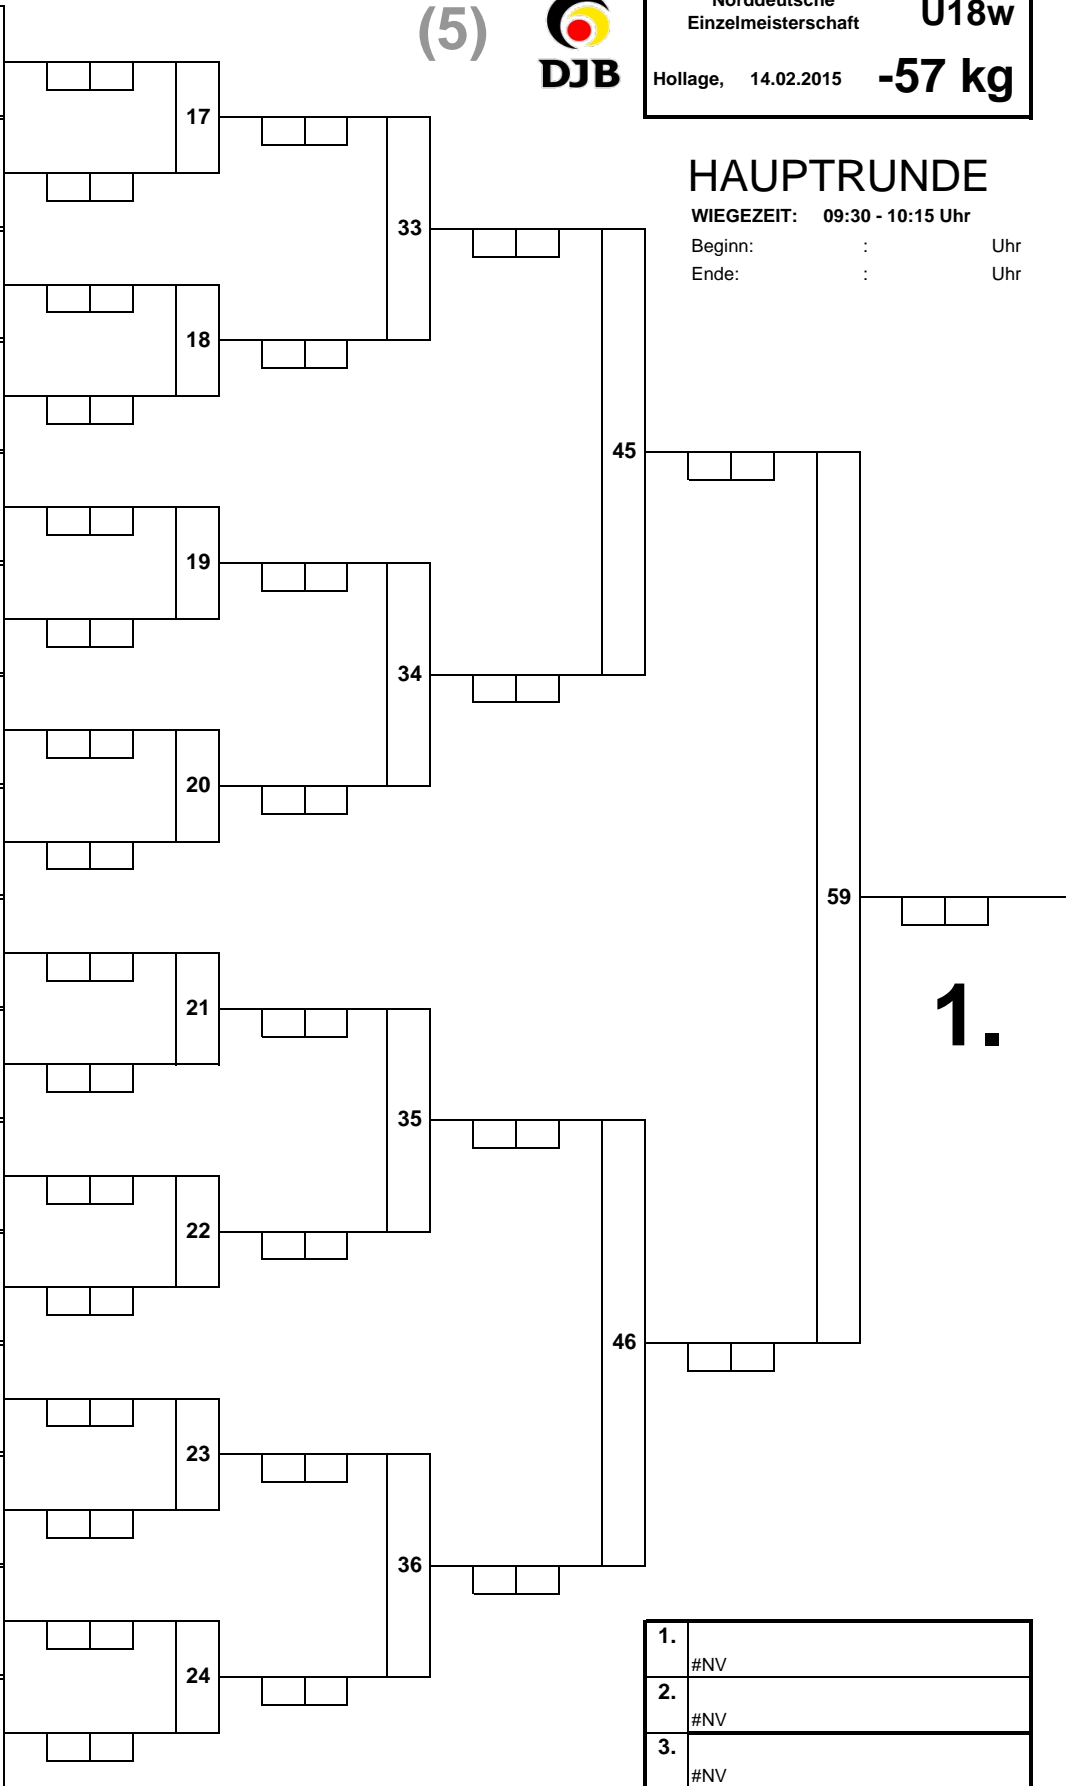 (5)
DJB
Norddeutsche
Einzelmeisterschaft
U18w
Hollage, 14.02.2015 -57 kg
HAUPTRUNDE
WIEGEZEIT: 09:30 - 10:15 Uhr
Beginn: : Uhr
Ende: : Uhr
17
33
18
45
19
34
20
59
21
1.
35
22
46
23
36
24
1.
#NV
2.
#NV
3.
#NV